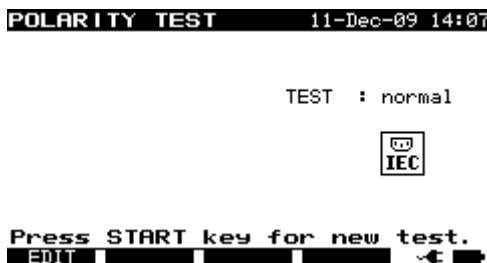 POLARITY TEST 11-Dec-09 14:07
TEST : normal
IEC
Press START key for new test.
EDIT